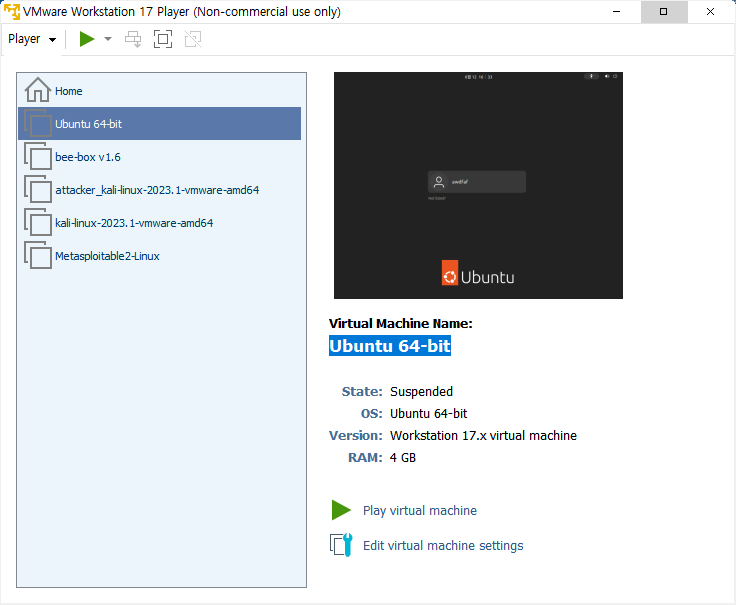 VMware Workstation 17 Player (Non-commercial use only)
Player
Home
Ubuntu 64-bit
bee-box v1.6
attacker_kali-linux-2023.1-vmware-amd64
kali-linux-2023.1-vmware-amd64
Metasploitable2-Linux
Ubuntu
Virtual Machine Name:
Ubuntu 64-bit
State: Suspended
OS: Ubuntu 64-bit
Version: Workstation 17.x virtual machine
RAM: 4 GB
Play virtual machine
Edit virtual machine settings